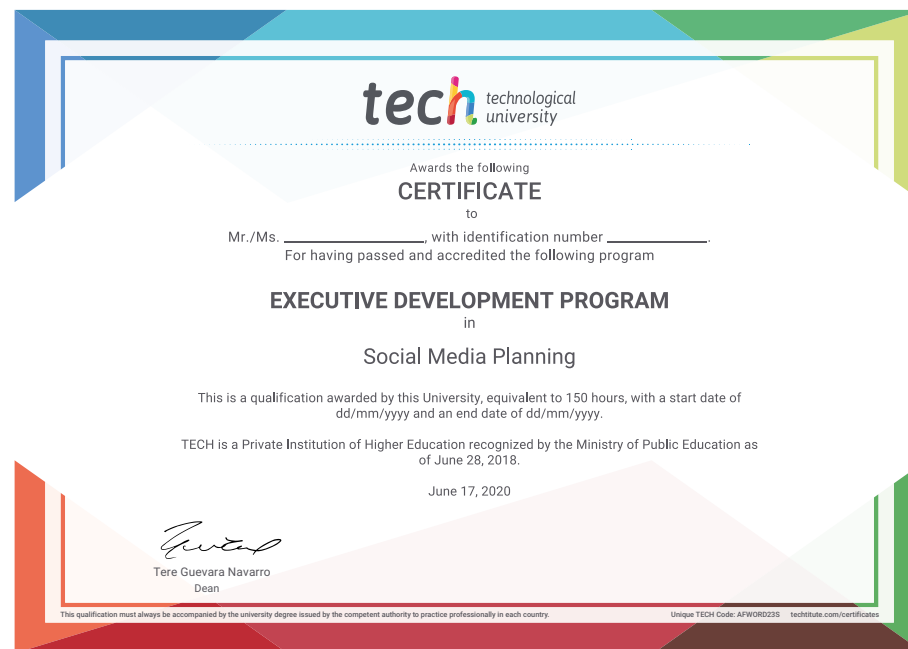 tech technological
university
Awards the following
CERTIFICATE
to
Mr./Ms. ____________, with identification number ____________.
For having passed and accredited the following program
EXECUTIVE DEVELOPMENT PROGRAM
in
Social Media Planning
This is a qualification awarded by this University, equivalent to 150 hours, with a start date of
dd/mm/yyyy and an end date of dd/mm/yyyy.
TECH is a Private Institution of Higher Education recognized by the Ministry of Public Education as
of June 28, 2018.
June 17, 2020
Tere Guevara Navarro
Dean
This qualification must always be accompanied by the university degree issued by the competent authority to practice professionally in each country.
Unique TECH Code: AFWORD23S techtitute.com/certificates